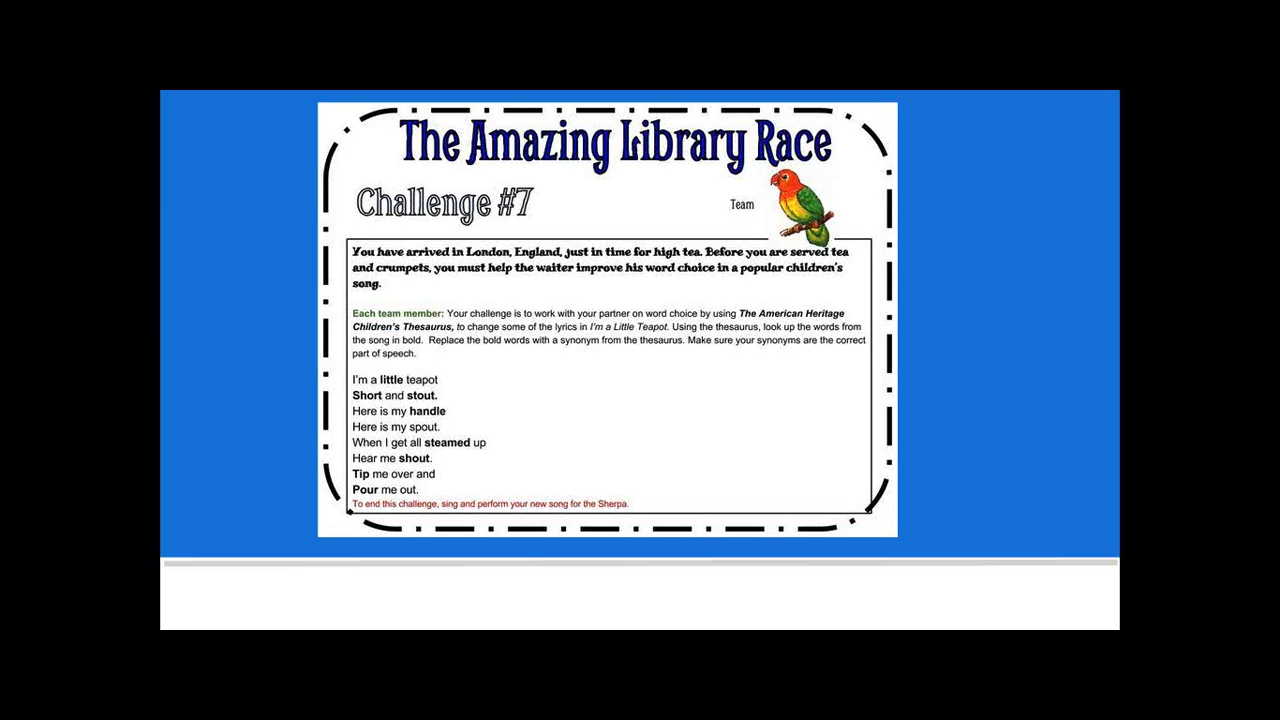 The Amazing Library Race
Challenge #7
Team
You have arrived in London, England, just in time for high tea. Before you are served tea
and crumpets, you must help the waiter improve his word choice in a popular children's
song.
Each team member: Your challenge is to work with your partner on word choice by using The American Heritage
Children's Thesaurus, to change some of the lyrics in I'm a Little Teapot. Using the thesaurus, look up the words from
the song in bold. Replace the bold words with a synonym from the thesaurus. Make sure your synonyms are the correct
part of speech.
I'm a little teapot
Short and stout.
Here is my handle
Here is my spout.
When I get all steamed up
Hear me shout.
Tip me over and
Pour me out.
To end this challenge, sing and perform your new song for the Sherpa.